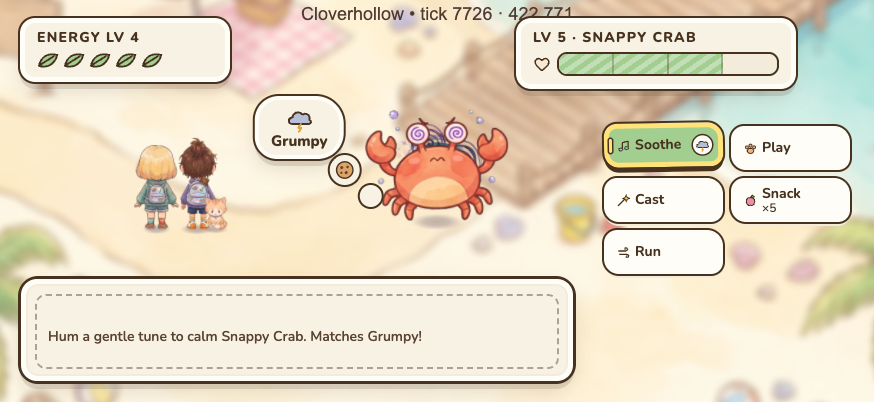 Cloverhollow • tick 7726 · 422,771
ENERGY LV 4
LV 5 · SNAPPY CRAB
Grumpy
Soothe
Play
Cast
Snack
×5
Run
Hum a gentle tune to calm Snappy Crab. Matches Grumpy!